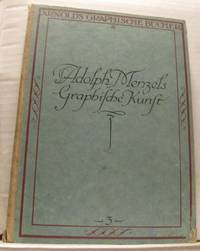 ARNOLDS GRAPHISCHE BÜCHER
Adolph Menzels
Graphische Kunst
3